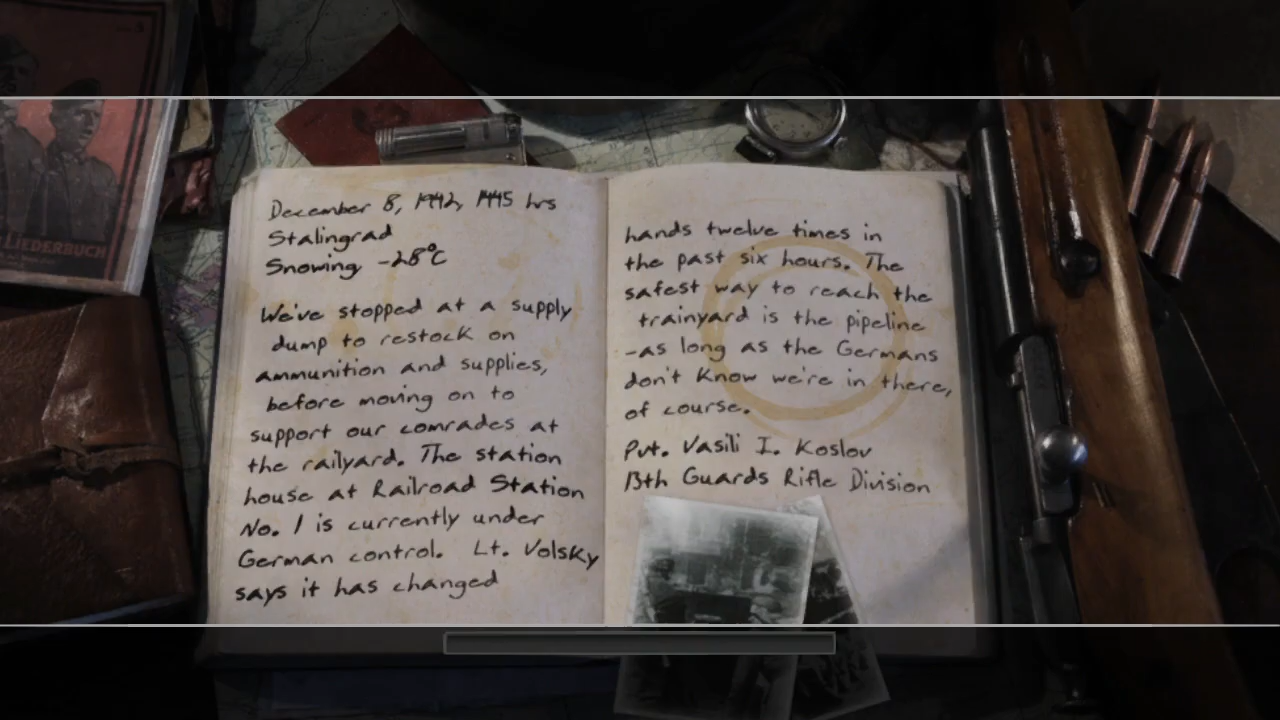 LIEDERBUCH
December 8, 1942, 1445 hrs
Stalingrad
Snowing -28°C
We've stopped at a supply
dump to restock on
ammunition and supplies,
before moving on to
support our comrades at
the railyard. The station
house at Railroad Station
No. 1 is currently under
German control. Lt. Volsky
says it has changed
hands twelve times in
the past six hours. The
safest way to reach the
trainyard is the pipeline
-as long as the Germans
don't know we're in there,
of course.
Pvt. Vasili I. Koslov
13th Guards Rifle Division